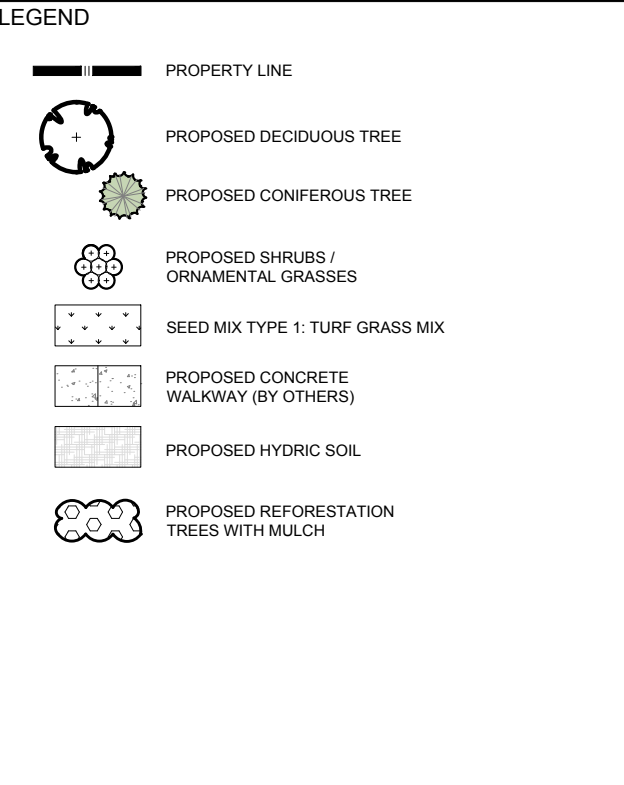 LEGEND
PROPERTY LINE
PROPOSED DECIDUOUS TREE
PROPOSED CONIFEROUS TREE
PROPOSED SHRUBS /
ORNAMENTAL GRASSES
SEED MIX TYPE 1: TURF GRASS MIX
PROPOSED CONCRETE
WALKWAY (BY OTHERS)
PROPOSED HYDRIC SOIL
PROPOSED REFORESTATION
TREES WITH MULCH